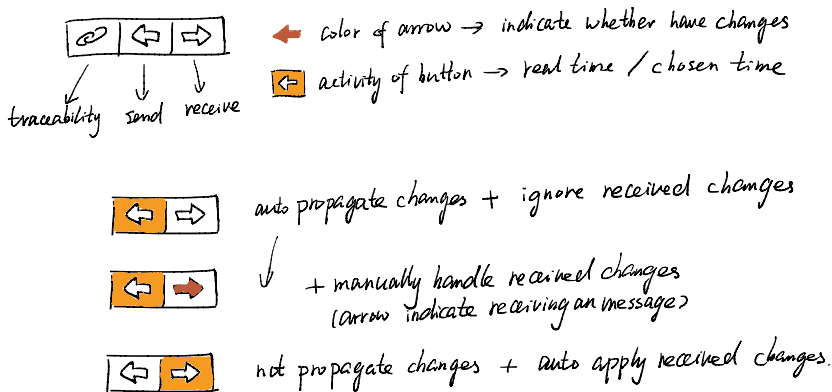 color of arrow → indicate whether have changes
activity of button → real time / chosen time
traceability send receive
auto propagate changes + ignore received changes
+ manually handle received changes
(arrow indicate receiving an message)
not propagate changes + auto apply received changes.